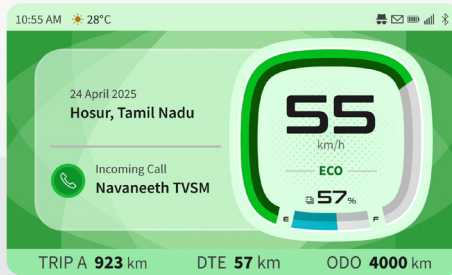 10:55 AM 28°C
24 April 2025
Hosur, Tamil Nadu
Incoming Call
Navaneeth TVSM
55
km/h
ECO
57%
E F
TRIP A 923 km DTE 57 km ODO 4000 km